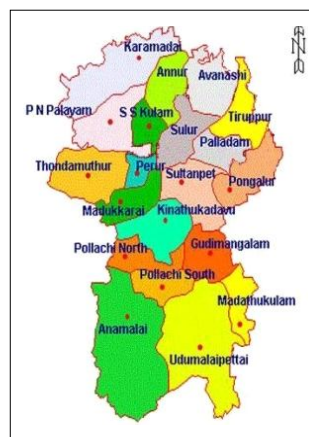 Karamadai
Annur
Avanashi
P N Palayam
S S Kulam
Tiruppur
Sulur
Palladam
Thondamuthur
Perur
Sultanpet
Pongalur
Madukkarai
Kinathukadavu
Pollachi North
Gudimangalam
Pollachi South
Madathukulam
Anamalai
Udumalaipettai
N